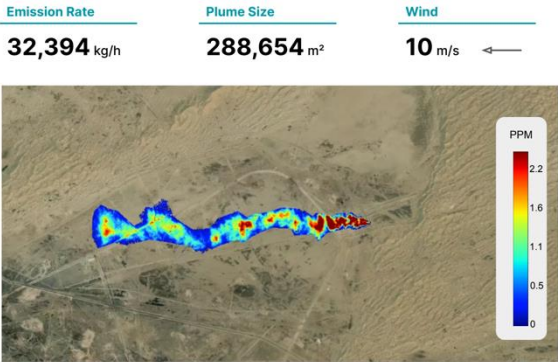 Emission Rate
Plume Size
Wind
32,394 kg/h
288,654 m²
10 m/s
PPM
2.2
1.6
1.1
0.5
0